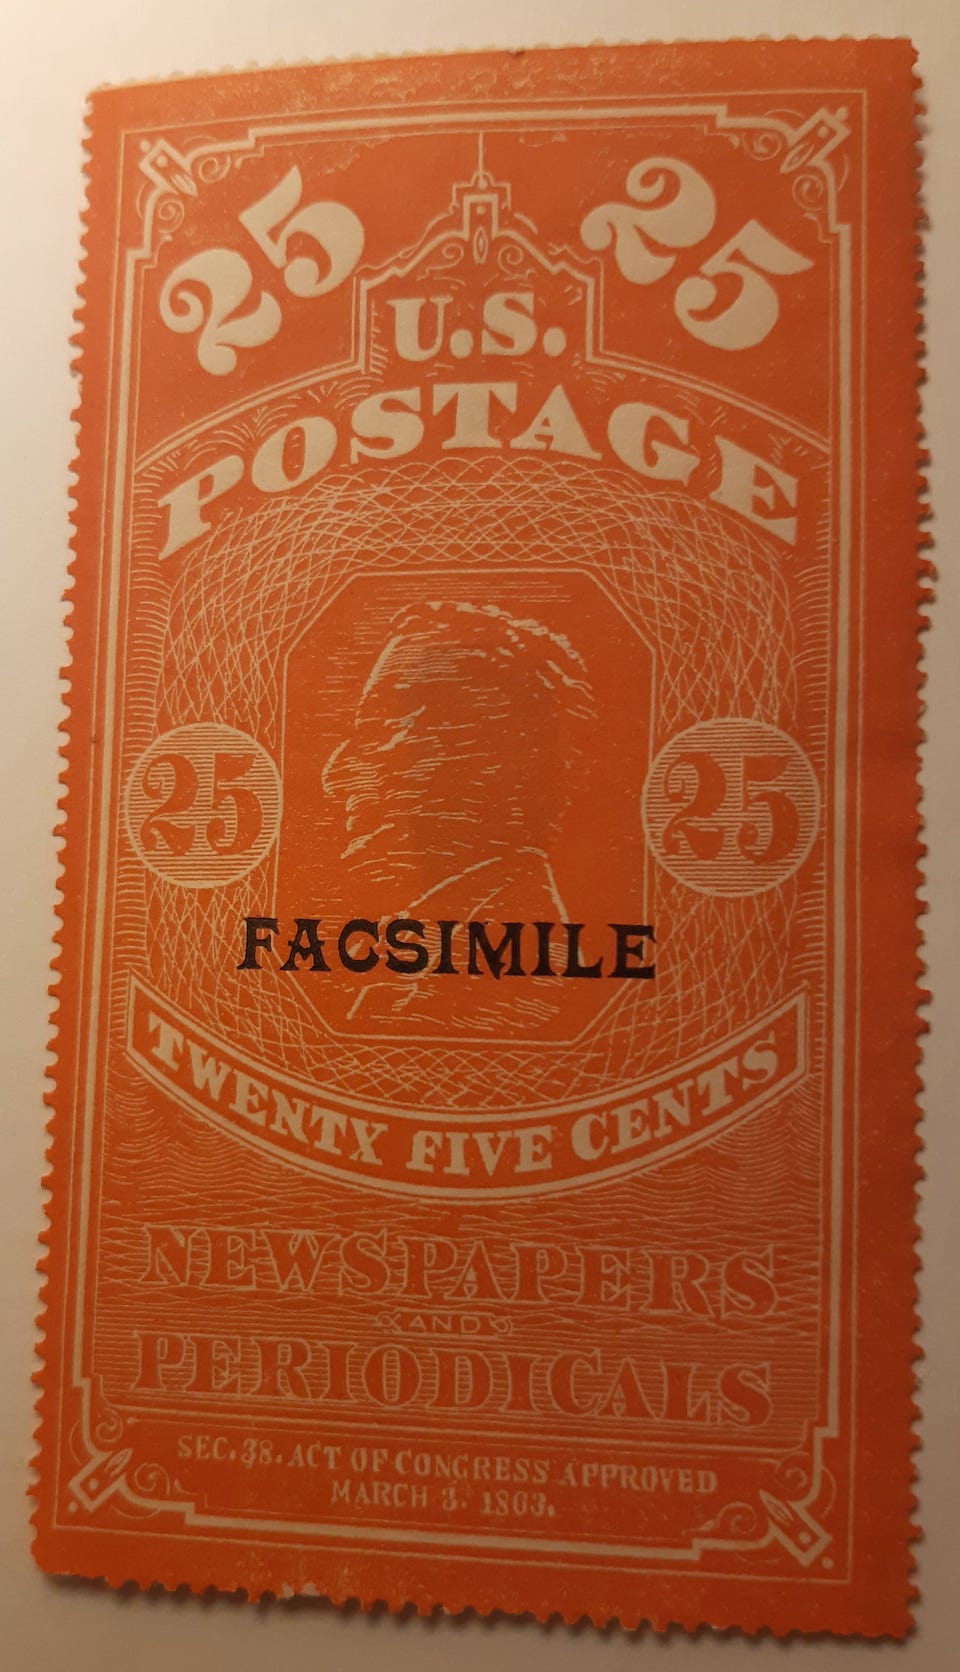 25 25
U.S.
POSTAGE
25 25
FACSIMILE
TWENTY FIVE CENTS
NEWSPAPERS
AND
PERIODICALS
SEC. 38. ACT OF CONGRESS APPROVED
MARCH 3. 1863.